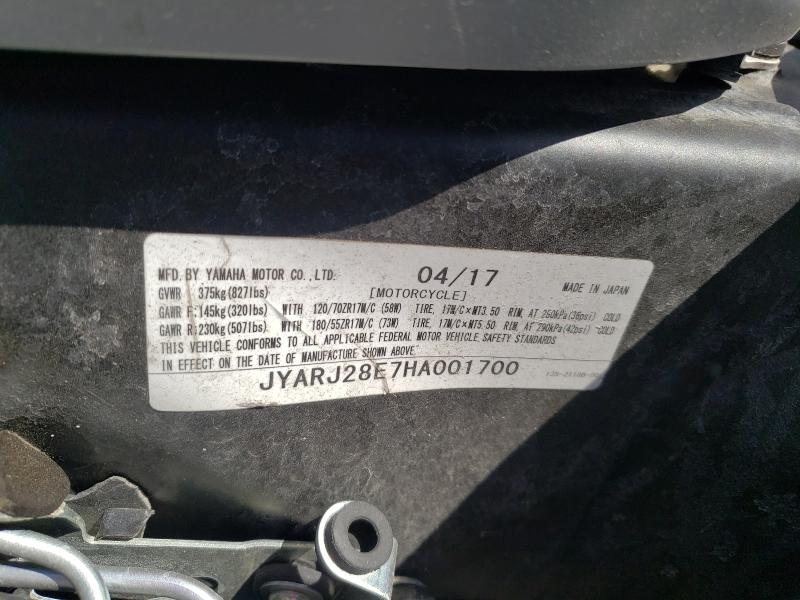 MFD. BY YAMAHA MOTOR CO.,LTD. 04/17
GVWR 375kg(827lbs) [MOTORCYCLE] MADE IN JAPAN
GAWR F:145kg(320lbs) WITH 120/70ZR17M/C (58W) TIRE, 17M/C×MT3.50 RIM, AT 250kPa(36psi) COLD
GAWR R:230kg(507lbs) WITH 180/55ZR17M/C (73W) TIRE, 17M/C×MT5.50 RIM, AT 290kPa(42psi) COLD
THIS VEHICLE CONFORMS TO ALL APPLICABLE FEDERAL MOTOR VEHICLE SAFETY STANDARDS
IN EFFECT ON THE DATE OF MANUFACTURE SHOWN ABOVE.
JYARJ28E7HA001700